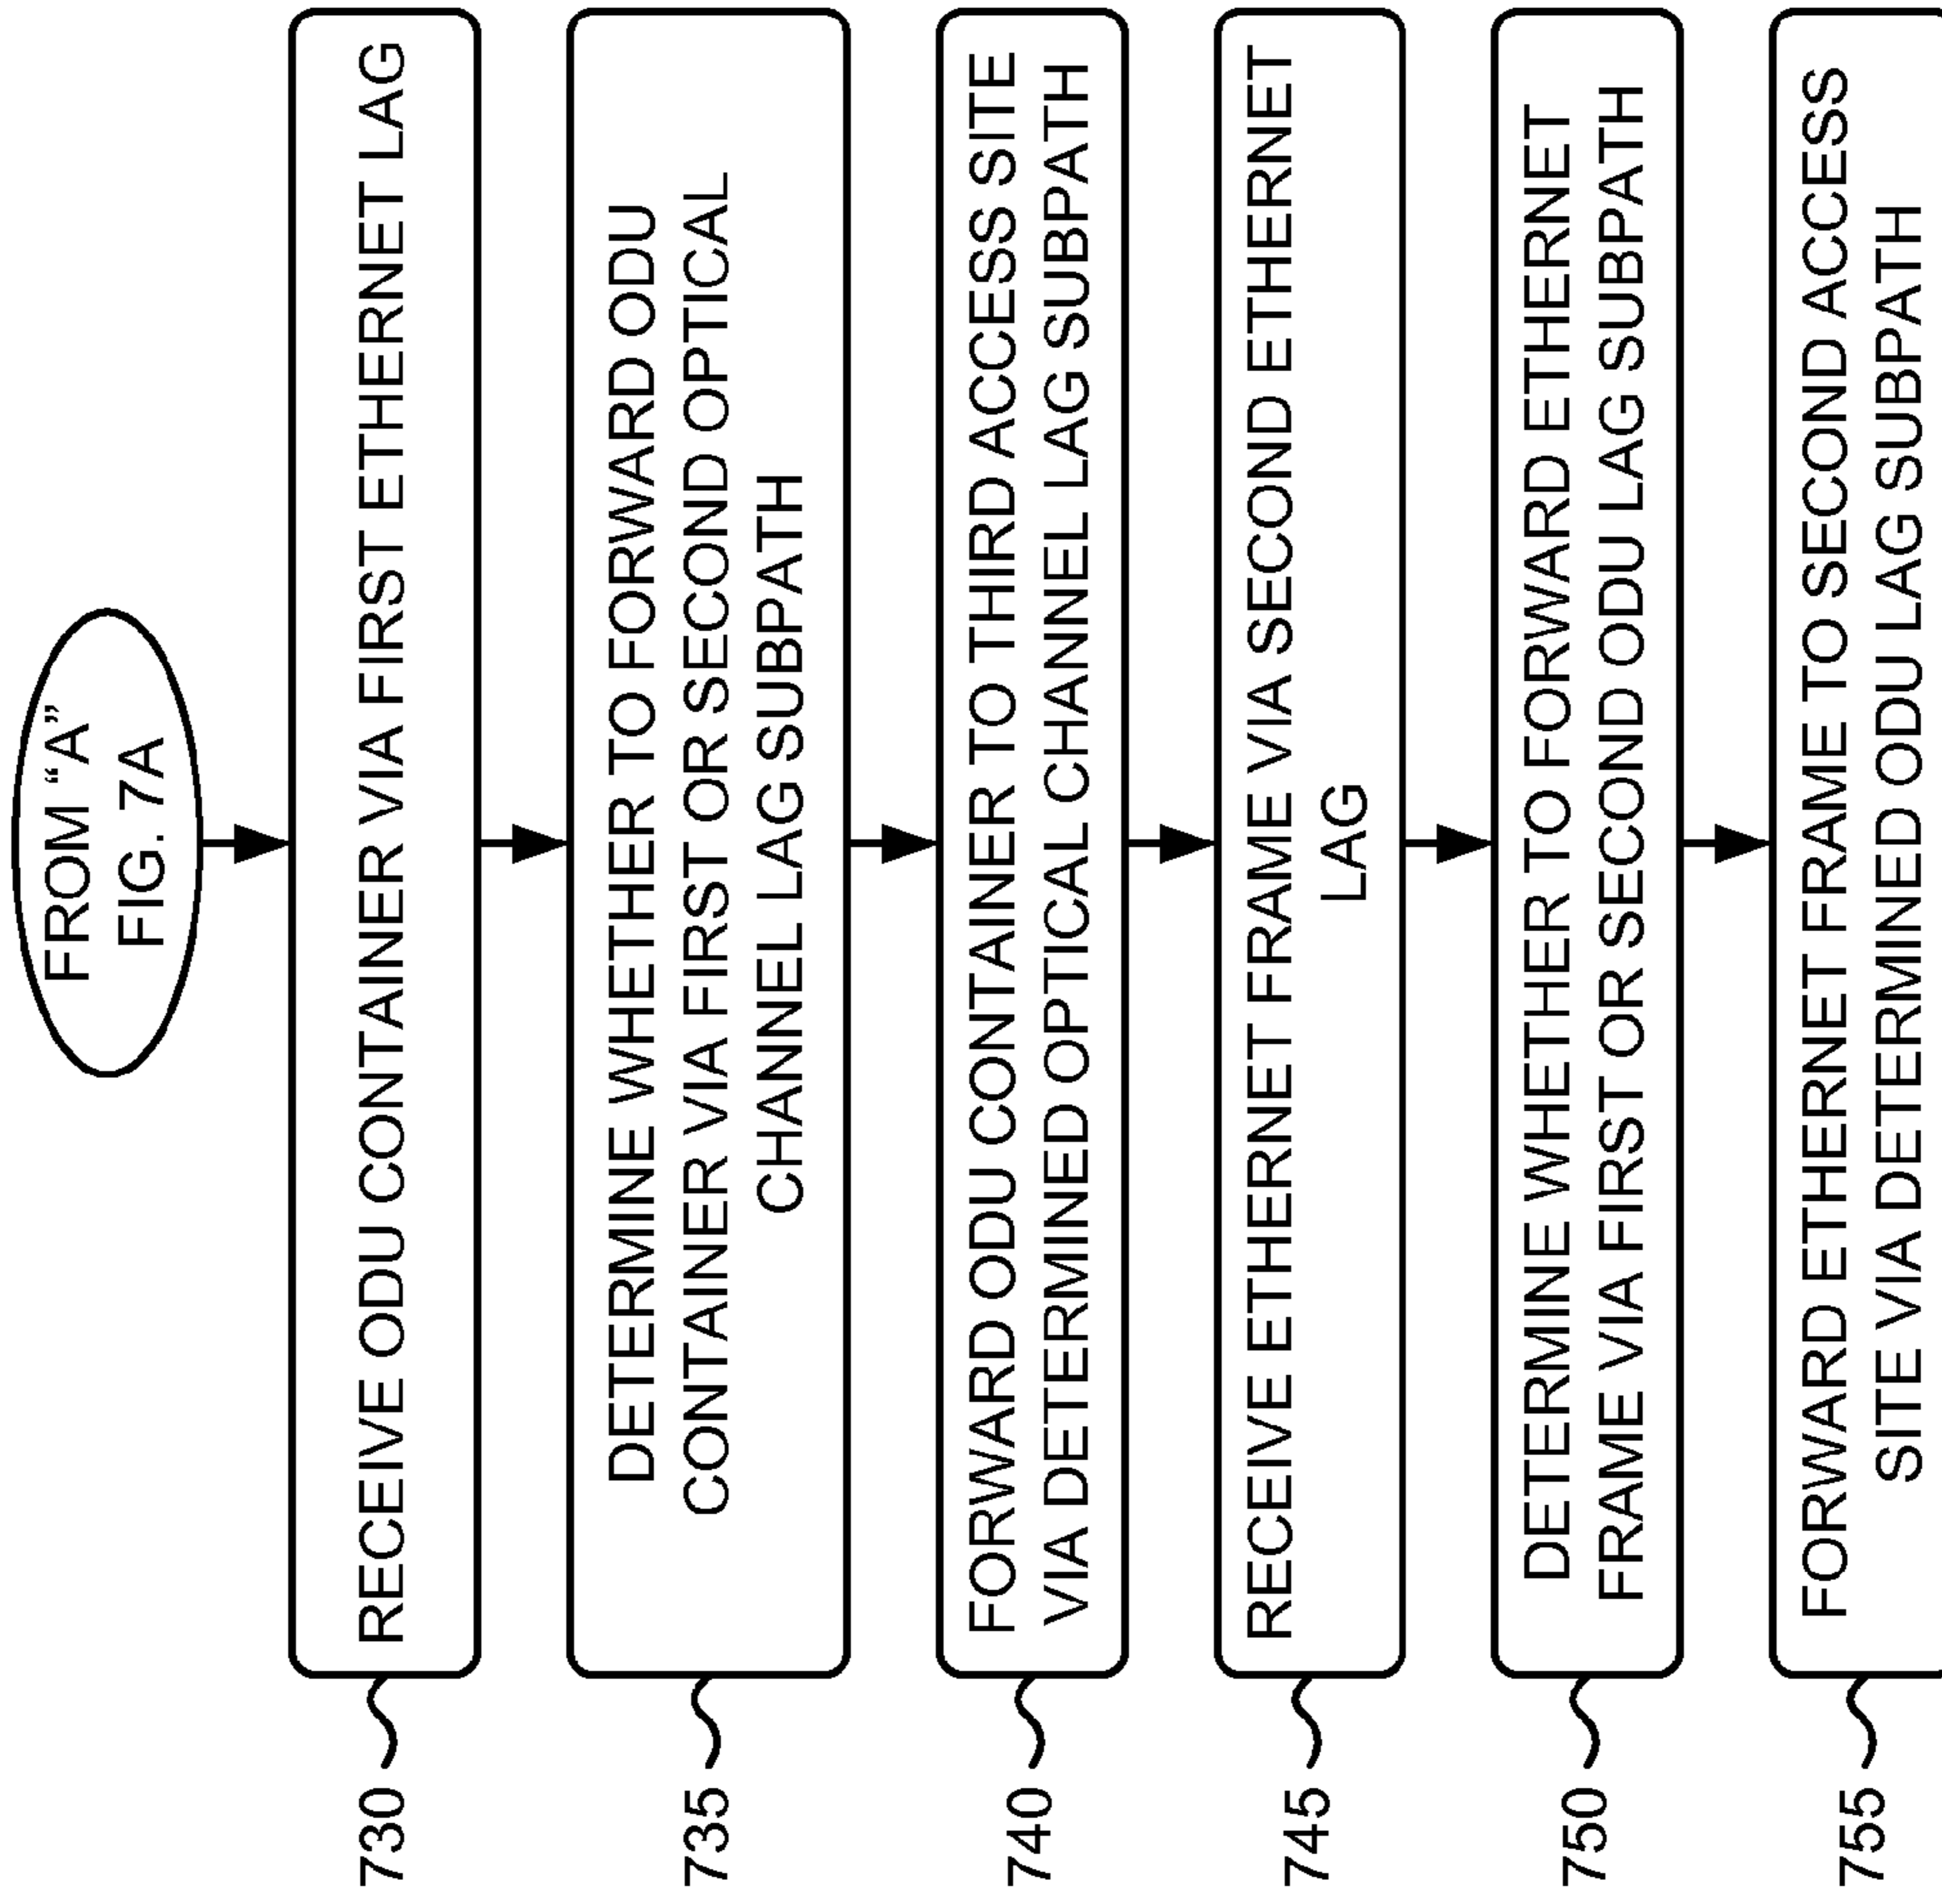 FROM “A”
FIG. 7A
730
RECEIVE ODU CONTAINER VIA FIRST ETHERNET LAG
735
DETERMINE WHETHER TO FORWARD ODU
CONTAINER VIA FIRST OR SECOND OPTICAL
CHANNEL LAG SUBPATH
740
FORWARD ODU CONTAINER TO THIRD ACCESS SITE
VIA DETERMINED OPTICAL CHANNEL LAG SUBPATH
745
RECEIVE ETHERNET FRAME VIA SECOND ETHERNET
LAG
750
DETERMINE WHETHER TO FORWARD ETHERNET
FRAME VIA FIRST OR SECOND ODU LAG SUBPATH
755
FORWARD ETHERNET FRAME TO SECOND ACCESS
SITE VIA DETERMINED ODU LAG SUBPATH